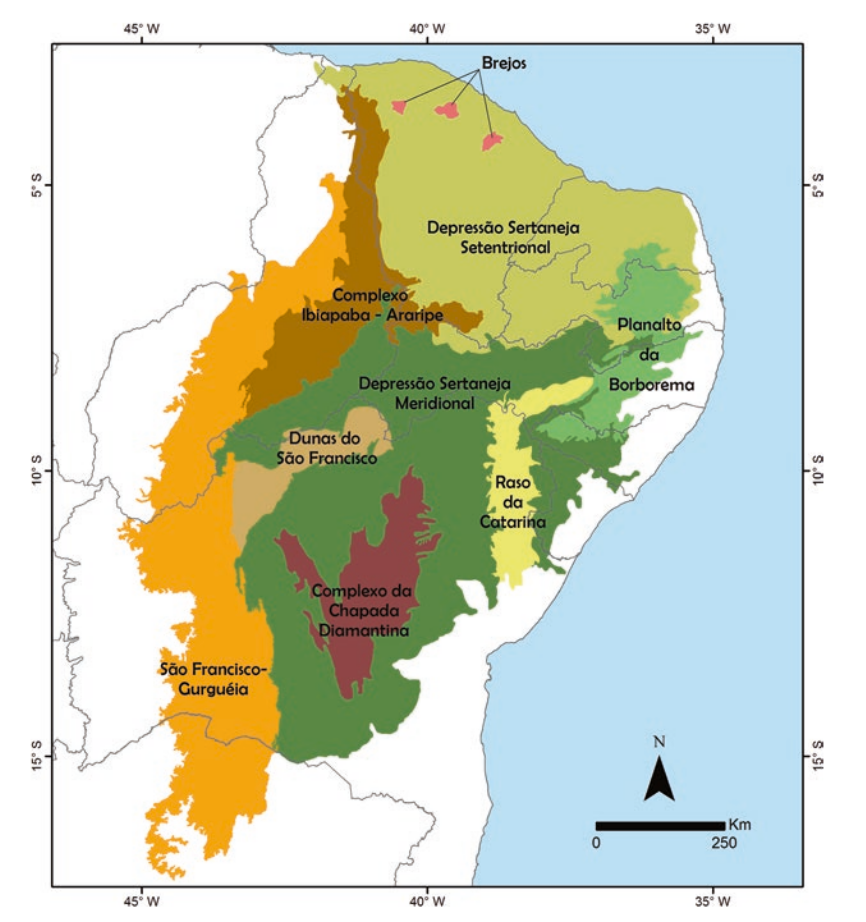 45° W
40° W
35° W
Brejos
5°S
5°S
Depressão Sertaneja
Setentrional
Complexo
Ibiapaba - Araripe
Planalto
da
Borborema
Depressão Sertaneja
Meridional
Dunas do
São Francisco
10°S
10°S
Raso
da
Catarina
Complexo da
Chapada
Diamantina
São Francisco-
Gurguéia
N
15°S
15°S
Km
0
250
45° W
40° W
35° W